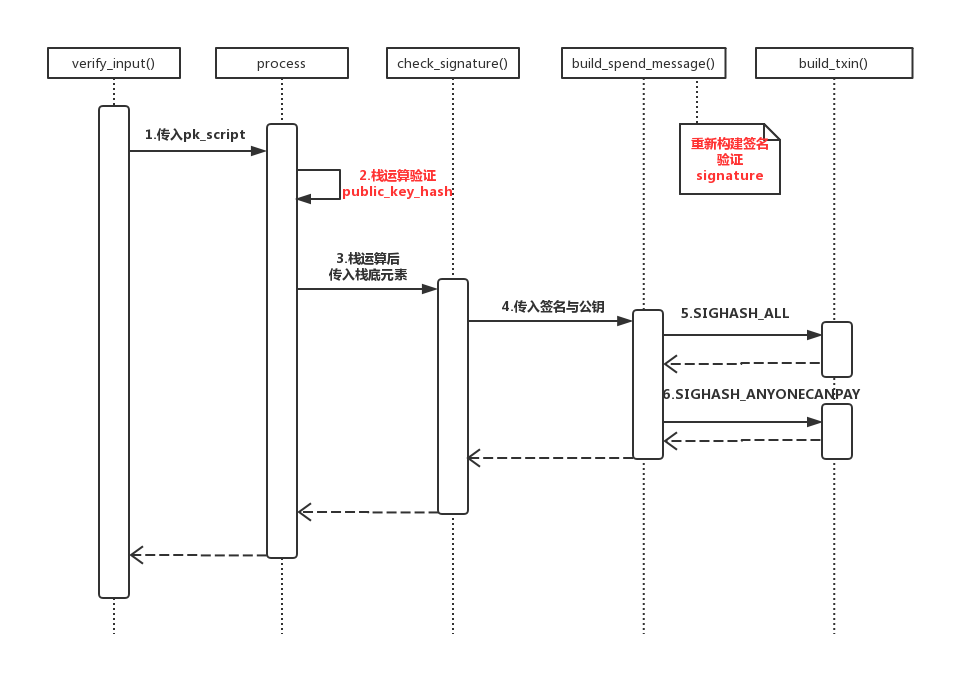 verify_input()
process
check_signature()
build_spend_message()
build_txin()
1.传入pk_script
重新构建签名
验证
signature
2.栈运算验证
public_key_hash
3.栈运算后
传入栈底元素
4.传入签名与公钥
5.SIGHASH_ALL
6.SIGHASH_ANYONECANPAY